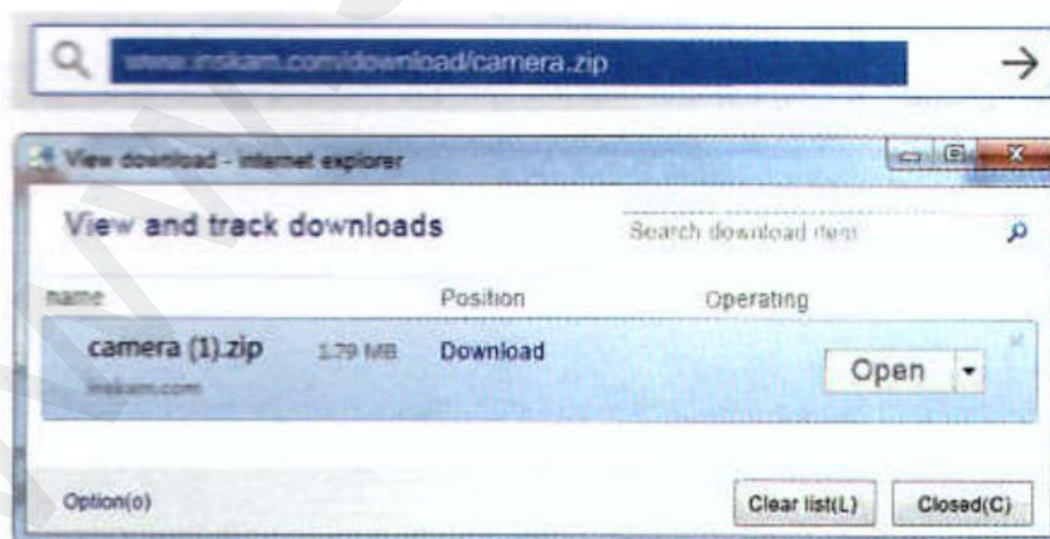 www.inskam.com/download/camera.zip
View download - internet explorer
View and track downloads
Search download item
name Position Operating
camera (1).zip 1.79 MB Download Open
inskam.com
Option(o) Clear list(L) Closed(C)